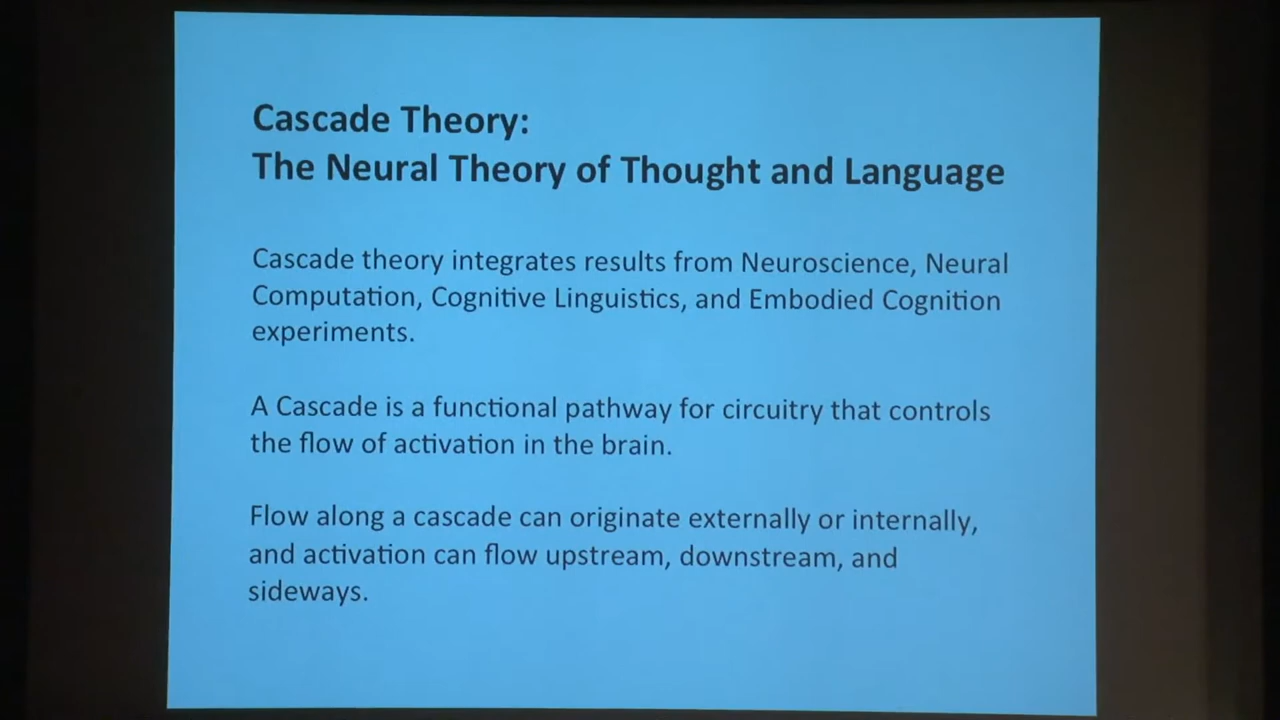 Cascade Theory:
The Neural Theory of Thought and Language
Cascade theory integrates results from Neuroscience, Neural
Computation, Cognitive Linguistics, and Embodied Cognition
experiments.
A Cascade is a functional pathway for circuitry that controls
the flow of activation in the brain.
Flow along a cascade can originate externally or internally,
and activation can flow upstream, downstream, and
sideways.